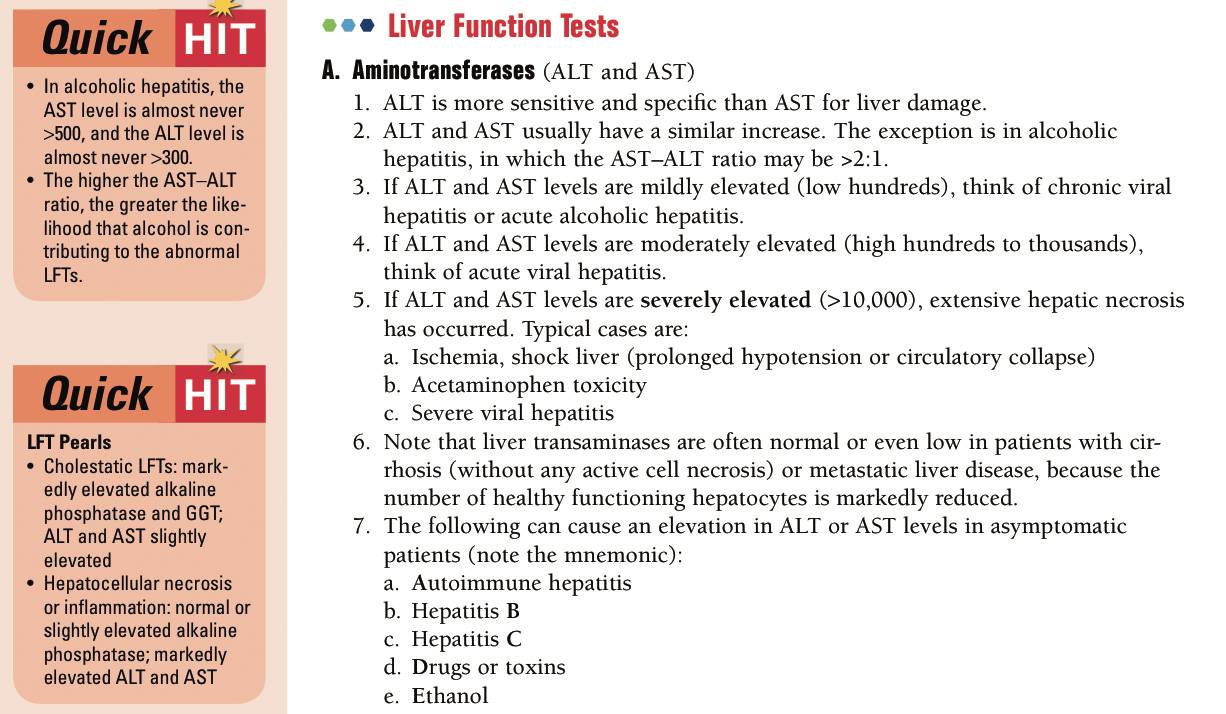 Quick HIT
• In alcoholic hepatitis, the
AST level is almost never
>500, and the ALT level is
almost never >300.
• The higher the AST–ALT
ratio, the greater the like-
lihood that alcohol is con-
tributing to the abnormal
LFTs.
Quick HIT
LFT Pearls
• Cholestatic LFTs: mark-
edly elevated alkaline
phosphatase and GGT;
ALT and AST slightly
elevated
• Hepatocellular necrosis
or inflammation: normal or
slightly elevated alkaline
phosphatase; markedly
elevated ALT and AST
Liver Function Tests
A. Aminotransferases (ALT and AST)
1. ALT is more sensitive and specific than AST for liver damage.
2. ALT and AST usually have a similar increase. The exception is in alcoholic
hepatitis, in which the AST–ALT ratio may be >2:1.
3. If ALT and AST levels are mildly elevated (low hundreds), think of chronic viral
hepatitis or acute alcoholic hepatitis.
4. If ALT and AST levels are moderately elevated (high hundreds to thousands),
think of acute viral hepatitis.
5. If ALT and AST levels are severely elevated (>10,000), extensive hepatic necrosis
has occurred. Typical cases are:
a. Ischemia, shock liver (prolonged hypotension or circulatory collapse)
b. Acetaminophen toxicity
c. Severe viral hepatitis
6. Note that liver transaminases are often normal or even low in patients with cir-
rhosis (without any active cell necrosis) or metastatic liver disease, because the
number of healthy functioning hepatocytes is markedly reduced.
7. The following can cause an elevation in ALT or AST levels in asymptomatic
patients (note the mnemonic):
a. Autoimmune hepatitis
b. Hepatitis B
c. Hepatitis C
d. Drugs or toxins
e. Ethanol